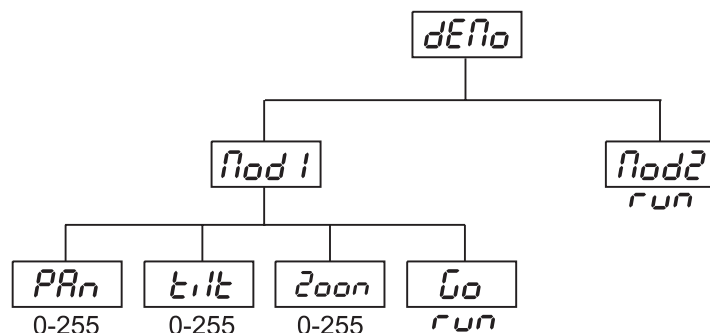 dEMo
Mod1 Mod2
run
PAn tilt Zoon Go
0-255 0-255 0-255 run